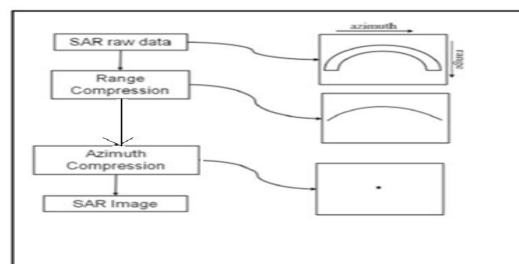 azimuth
range
SAR raw data
Range
Compression
Azimuth
Compression
SAR Image